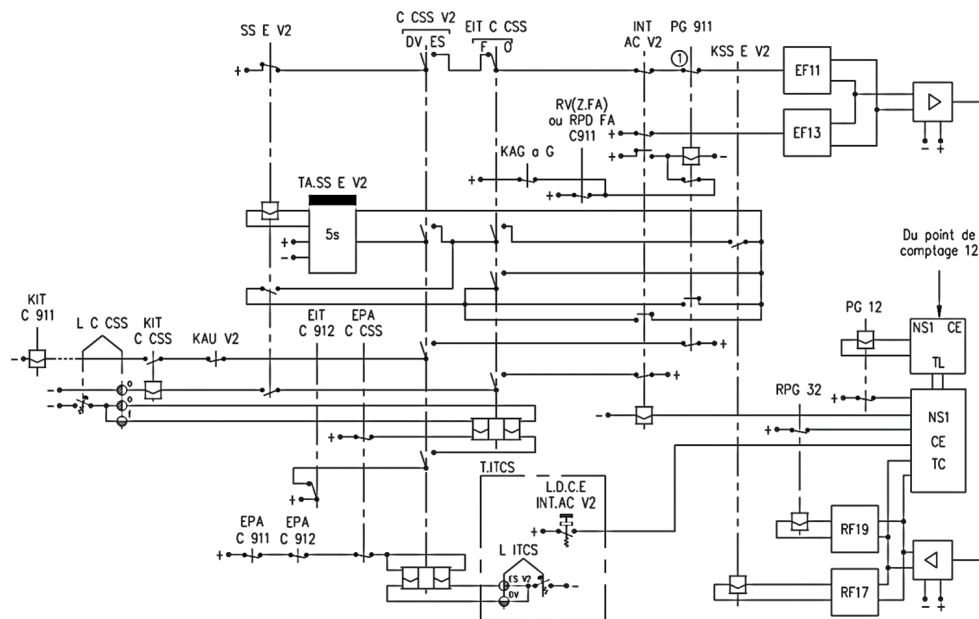 C CSS V2
EIT C CSS
INT
AC V2
PG 911
SS E V2
DV ES
F O
KSS E V2
1
EF11
EF13
RV(Z.FA)
ou RPD FA
C911
KAG a G
TA.SS E V2
5s
Du point de
comptage 12
KIT
C 911
L C CSS
KIT
C CSS
KAU V2
EIT
C 912
EPA
C CSS
PG 12
NS1 CE
TL
RPG 32
NS1
CE
TC
o
o
f
T.ITCS
L.D.C.E
INT.AC V2
EPA
C 911
EPA
C 912
L ITCS
ES V2
DV
RF19
RF17